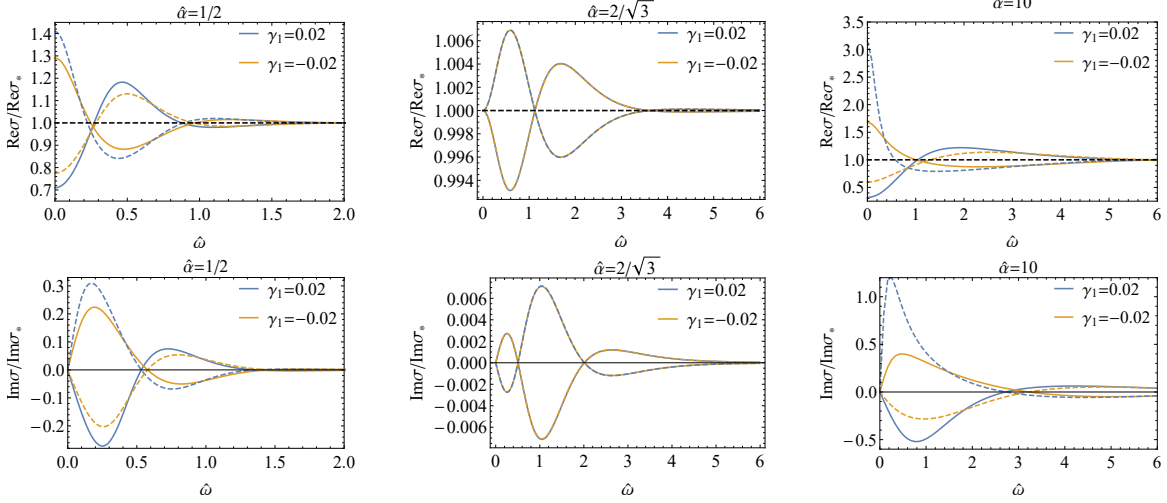 α̂=1/2
γ₁=0.02
γ₁=−0.02
Reσ/Reσ*
1.4
1.3
1.2
1.1
1.0
0.9
0.8
0.7
0.0 0.5 1.0 1.5 2.0
ω̂
α̂=2/√3
γ₁=0.02
γ₁=−0.02
Reσ/Reσ*
1.006
1.004
1.002
1.000
0.998
0.996
0.994
0 1 2 3 4 5 6
ω̂
α̂=10
γ₁=0.02
γ₁=−0.02
Reσ/Reσ*
3.5
3.0
2.5
2.0
1.5
1.0
0.5
0 1 2 3 4 5 6
ω̂
α̂=1/2
γ₁=0.02
γ₁=−0.02
Imσ/Imσ*
0.3
0.2
0.1
0.0
−0.1
−0.2
0.0 0.5 1.0 1.5 2.0
ω̂
α̂=2/√3
γ₁=0.02
γ₁=−0.02
Imσ/Imσ*
0.006
0.004
0.002
0.000
−0.002
−0.004
−0.006
0 1 2 3 4 5 6
ω̂
α̂=10
γ₁=0.02
γ₁=−0.02
Imσ/Imσ*
1.0
0.5
0.0
−0.5
0 1 2 3 4 5 6
ω̂